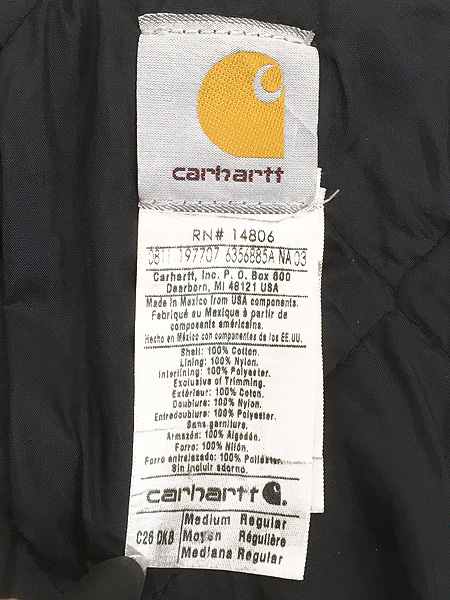 carhartt
RN# 14806
0811 197707 6356885A NA 03
Carhartt, Inc. P. O. Box 600
Dearborn, MI 48121 USA
Made in Mexico from USA components.
Fabriqué au Mexique à partir de
composants américains.
Hecho en México con componentes de los EE.UU.
Shell: 100% Cotton.
Lining: 100% Nylon.
Interlining: 100% Polyester.
Exclusive of Trimming.
Extérieur: 100% Coton.
Doublure: 100% Nylon.
Entredoublure: 100% Polyester.
Sans garniture.
Armazón: 100% Algodón.
Forro: 100% Nilón.
Forro entrelazado: 100% Poliéster.
Sin incluir adorno.
carhartt
C26 DKB
Medium Regular
Moyen Régulière
Mediana Regular